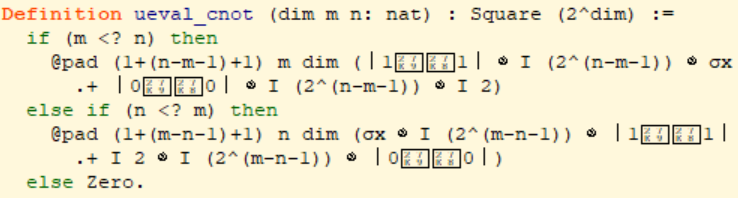 Definition ueval_cnot (dim m n: nat) : Square (2^dim) :=
if (m <? n) then
@pad (1+(n-m-1)+1) m dim (∣1⟩⟨1∣ ⊗ I (2^(n-m-1)) ⊗ σx
.+ ∣0⟩⟨0∣ ⊗ I (2^(n-m-1)) ⊗ I 2)
else if (n <? m) then
@pad (1+(m-n-1)+1) n dim (σx ⊗ I (2^(m-n-1)) ⊗ ∣1⟩⟨1∣
.+ I 2 ⊗ I (2^(m-n-1)) ⊗ ∣0⟩⟨0∣)
else Zero.